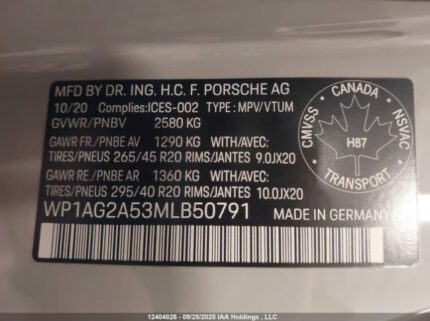 MFD BY DR. ING. H.C. F. PORSCHE AG
10/20 Complies:ICES-002 TYPE : MPV/VTUM
GVWR/PNBV 2580 KG
GAWR FR./PNBE AV 1290 KG WITH/AVEC:
TIRES/PNEUS 265/45 R20 RIMS/JANTES 9.0JX20
GAWR RE./PNBE AR 1360 KG WITH/AVEC:
TIRES/PNEUS 295/40 R20 RIMS/JANTES 10.0JX20
WP1AG2A53MLB50791
MADE IN GERMANY
CANADA
CMVSS
NSVAC
H87
TRANSPORT
12404826 - 09/25/2025 IAA Holdings, LLC